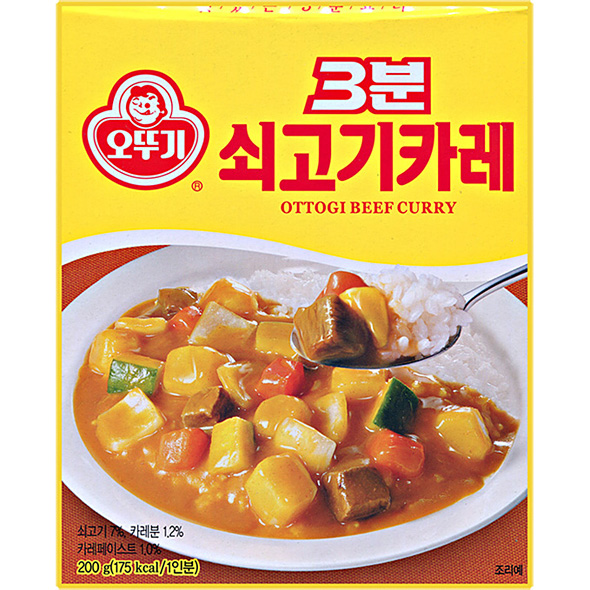 3분
오뚜기
®
쇠고기카레
OTTOGI BEEF CURRY
쇠고기 7%, 카레분 1.2%
카레페이스트 1.0%
200 g(175 kcal/1인분)
조리예